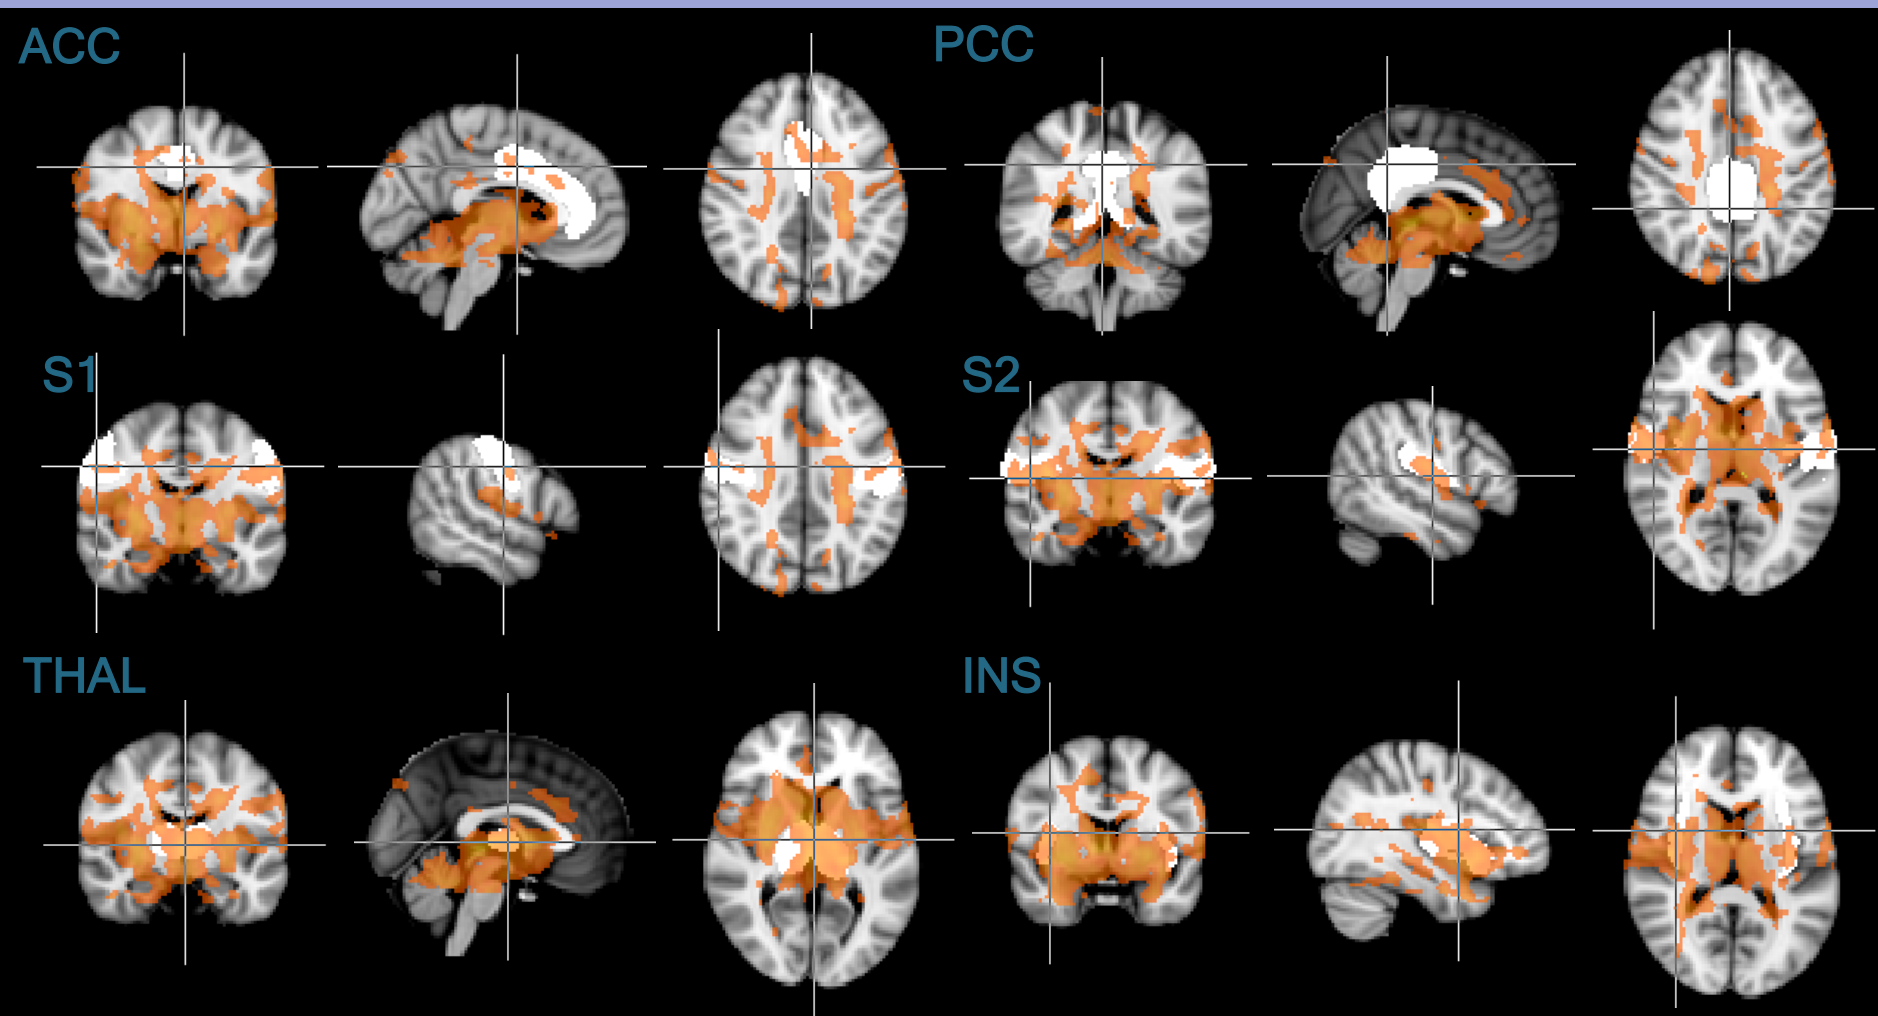 ACC
PCC
S1
S2
THAL
INS